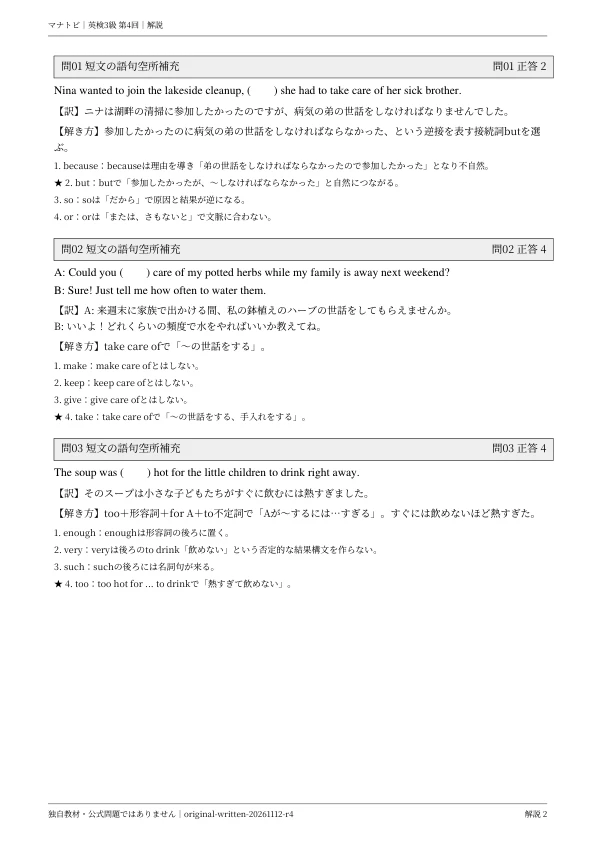 マナトビ｜英検3級 第4回｜解説
問01 短文の語句空所補充 問01 正答 2
Nina wanted to join the lakeside cleanup, (　　) she had to take care of her sick brother.
【訳】ニナは湖畔の清掃に参加したかったのですが、病気の弟の世話をしなければなりませんでした。
【解き方】参加したかったのに病気の弟の世話をしなければならなかった、という逆接を表す接続詞butを選
ぶ。
1. because：becauseは理由を導き「弟の世話をしなければならなかったので参加したかった」となり不自然。
★ 2. but：butで「参加したかったが、～しなければならなかった」と自然につながる。
3. so：soは「だから」で原因と結果が逆になる。
4. or：orは「または、さもないと」で文脈に合わない。
問02 短文の語句空所補充 問02 正答 4
A: Could you (　　) care of my potted herbs while my family is away next weekend?
B: Sure! Just tell me how often to water them.
【訳】A: 来週末に家族で出かける間、私の鉢植えのハーブの世話をしてもらえませんか。
B: いいよ！どれくらいの頻度で水をやればいいか教えてね。
【解き方】take care ofで「～の世話をする」。
1. make：make care ofとはしない。
2. keep：keep care ofとはしない。
3. give：give care ofとはしない。
★ 4. take：take care ofで「～の世話をする、手入れをする」。
問03 短文の語句空所補充 問03 正答 4
The soup was (　　) hot for the little children to drink right away.
【訳】そのスープは小さな子どもたちがすぐに飲むには熱すぎました。
【解き方】too＋形容詞＋for A＋to不定詞で「Aが～するには…すぎる」。すぐには飲めないほど熱すぎた。
1. enough：enoughは形容詞の後ろに置く。
2. very：veryは後ろのto drink「飲めない」という否定的な結果構文を作らない。
3. such：suchの後ろには名詞句が来る。
★ 4. too：too hot for ... to drinkで「熱すぎて飲めない」。
独自教材・公式問題ではありません｜original-written-20261112-r4 解説 2